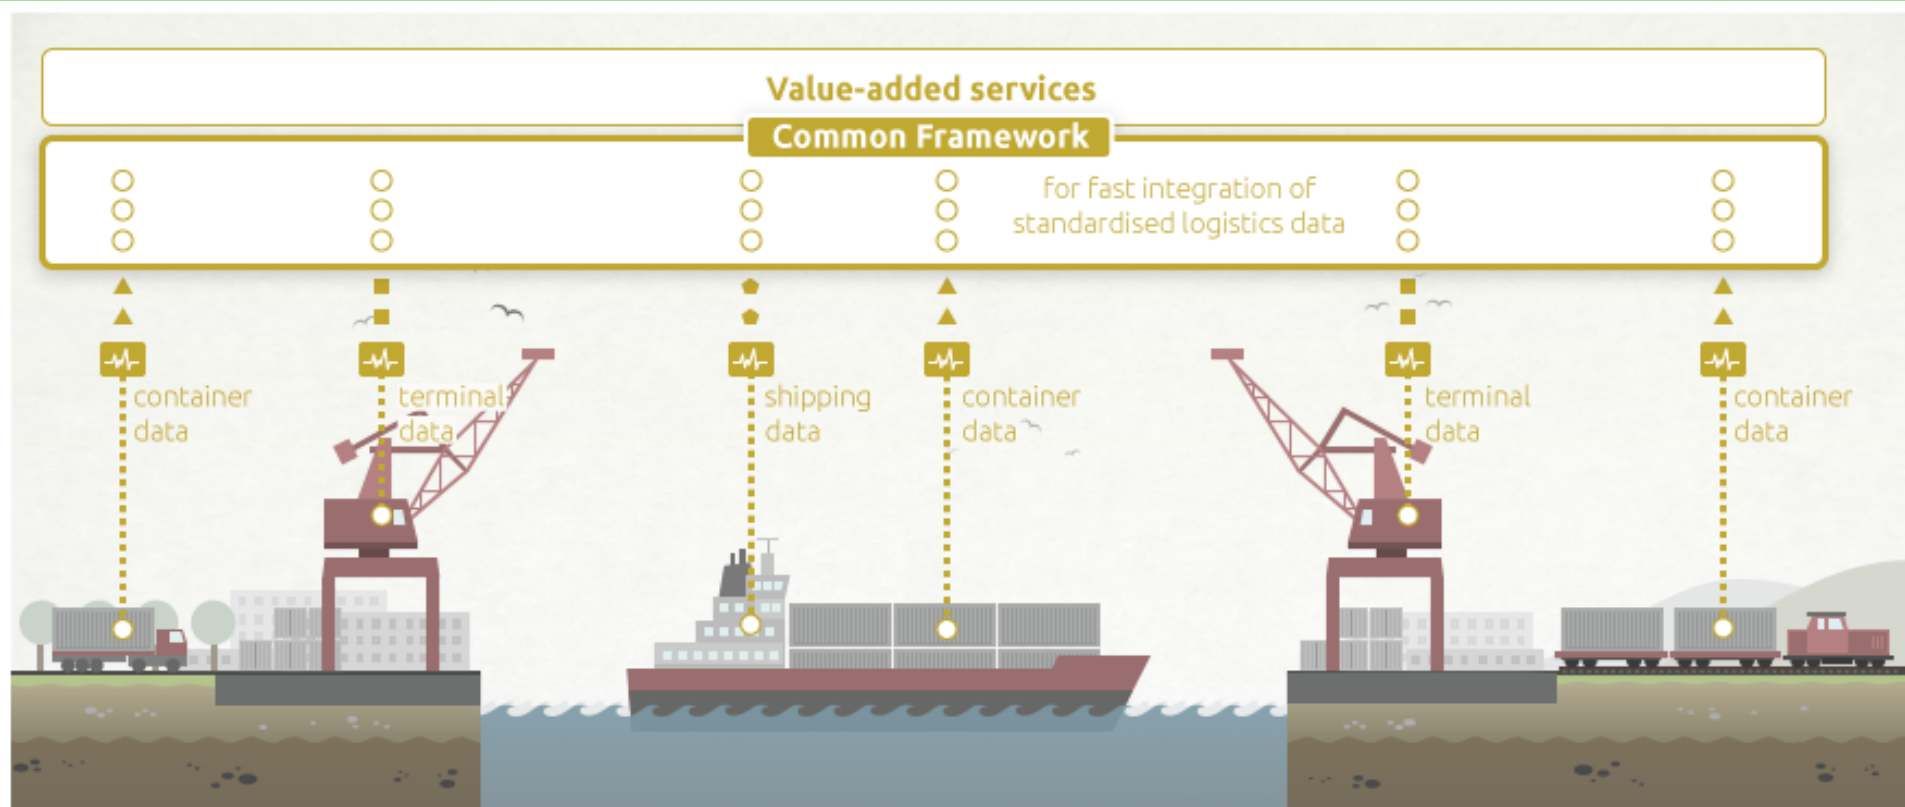 Value-added services
Common Framework
for fast integration of
standardised logistics data
container
data
terminal
data
shipping
data
container
data
terminal
data
container
data